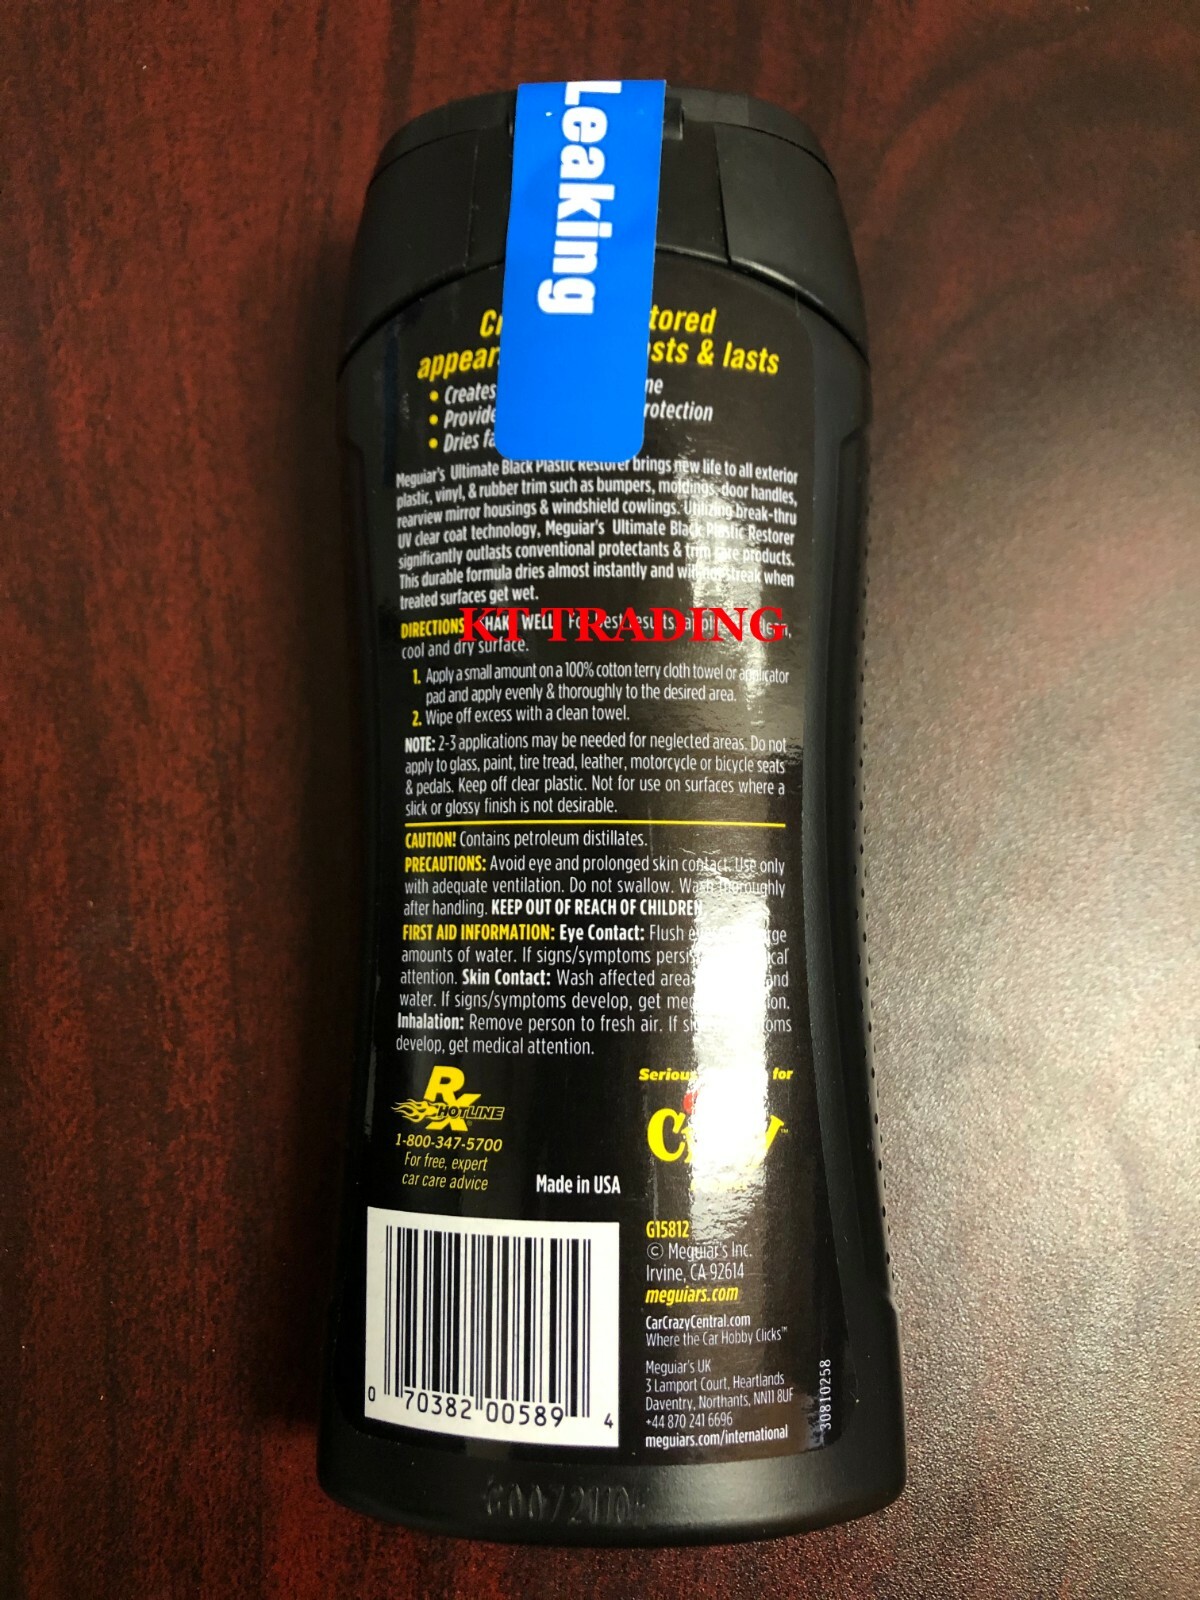 Leaking
tored
appear sts & lasts
• Creates ne
• Provide rotection
• Dries fa
Meguiar's Ultimate Black Plastic Restorer brings new life to all exterior
plastic, vinyl, & rubber trim such as bumpers, moldings, door handles,
rearview mirror housings & windshield cowlings. Utilizing break-thru
UV clear coat technology, Meguiar's Ultimate Black Plastic Restorer
significantly outlasts conventional protectants & trim care products.
This durable formula dries almost instantly and will not streak when
treated surfaces get wet.
KT TRADING
DIRECTIONS: SHAKE WELL. For best results, apply clean,
cool and dry surface.
1. Apply a small amount on a 100% cotton terry cloth towel or applicator
pad and apply evenly & thoroughly to the desired area.
2. Wipe off excess with a clean towel.
NOTE: 2-3 applications may be needed for neglected areas. Do not
apply to glass, paint, tire tread, leather, motorcycle or bicycle seats
& pedals. Keep off clear plastic. Not for use on surfaces where a
slick or glossy finish is not desirable.
CAUTION! Contains petroleum distillates.
PRECAUTIONS: Avoid eye and prolonged skin contact. Use only
with adequate ventilation. Do not swallow. Wash thoroughly
after handling. KEEP OUT OF REACH OF CHILDREN
FIRST AID INFORMATION: Eye Contact: Flush
amounts of water. If signs/symptoms
attention. Skin Contact: Wash affected area and
water. If signs/symptoms develop, get
Inhalation: Remove person to fresh air. If
develop, get medical attention.
Rx
HOTLINE
1-800-347-5700
For free, expert
car care advice
Made in USA
Serious for
G15812
© Meguiar's Inc.
Irvine, CA 92614
meguiars.com
CarCrazyCentral.com
Where the Car Hobby Clicks™
Meguiar's UK
3 Lamport Court, Heartlands
Daventry, Northants, NN11 8UF
+44 870 241 6696
meguiars.com/international
30810258
0 70382 00589 4